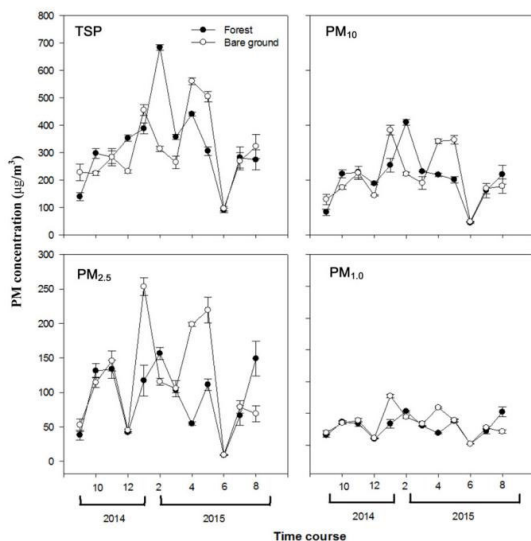 TSP
Forest
Bare ground
PM10
800
700
600
500
400
300
200
100
0
PM concentration (μg/m3)
PM2.5
PM1.0
300
250
200
150
100
50
0
10 12 2 4 6 8
10 12 2 4 6 8
2014 2015
2014 2015
Time course